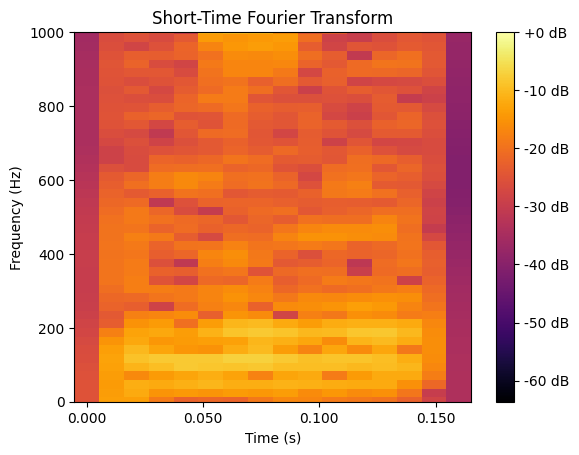 Short-Time Fourier Transform
Frequency (Hz)
1000
800
600
400
200
0
0.000
0.050
0.100
0.150
Time (s)
+0 dB
-10 dB
-20 dB
-30 dB
-40 dB
-50 dB
-60 dB